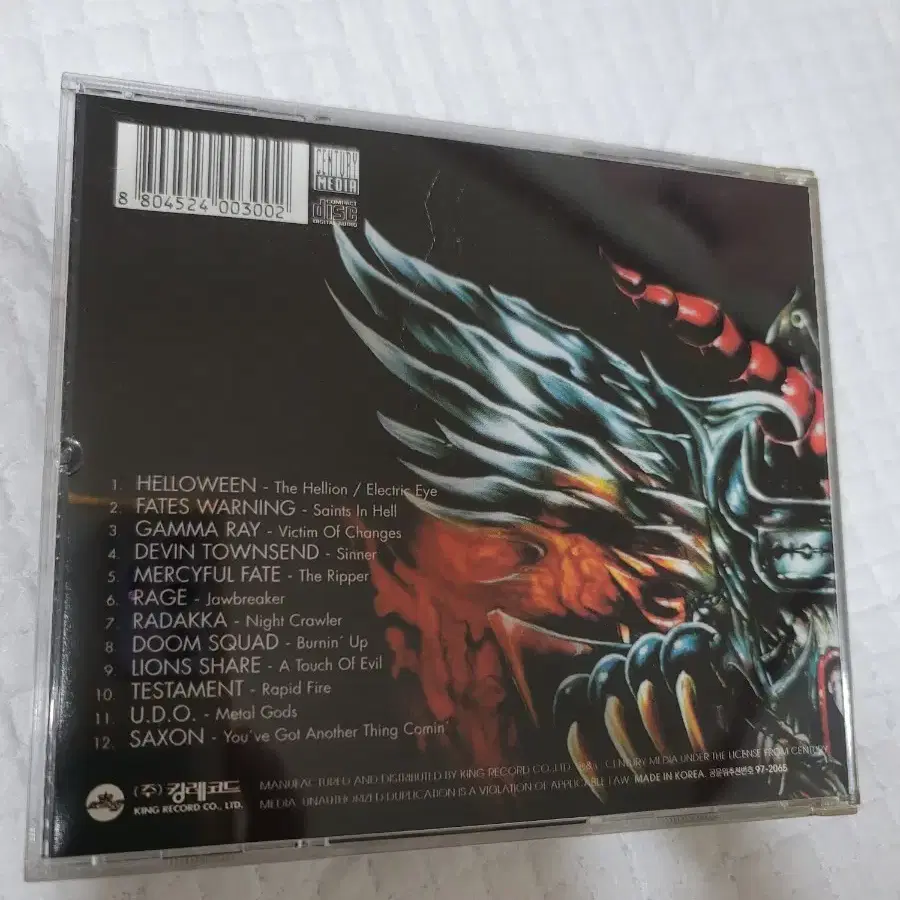 8 804524 003002
CENTURY
MEDIA
COMPACT
disc
DIGITAL AUDIO
1. HELLOWEEN - The Hellion / Electric Eye
2. FATES WARNING - Saints In Hell
3. GAMMA RAY - Victim Of Changes
4. DEVIN TOWNSEND - Sinner
5. MERCYFUL FATE - The Ripper
6. RAGE - Jawbreaker
7. RADAKKA - Night Crawler
8. DOOM SQUAD - Burnin´ Up
9. LIONS SHARE - A Touch Of Evil
10. TESTAMENT - Rapid Fire
11. U.D.O. - Metal Gods
12. SAXON - You´ve Got Another Thing Comin´
(주) 킹레코드
KING RECORD CO., LTD.
MANUFACTURED AND DISTRIBUTED BY KING RECORD CO., LTD. CENTURY MEDIA UNDER THE LICENSE FROM CENTURY
MEDIA. UNAUTHORIZED DUPLICATION IS A VIOLATION OF APPLICABLE LAW. MADE IN KOREA. 97-2065